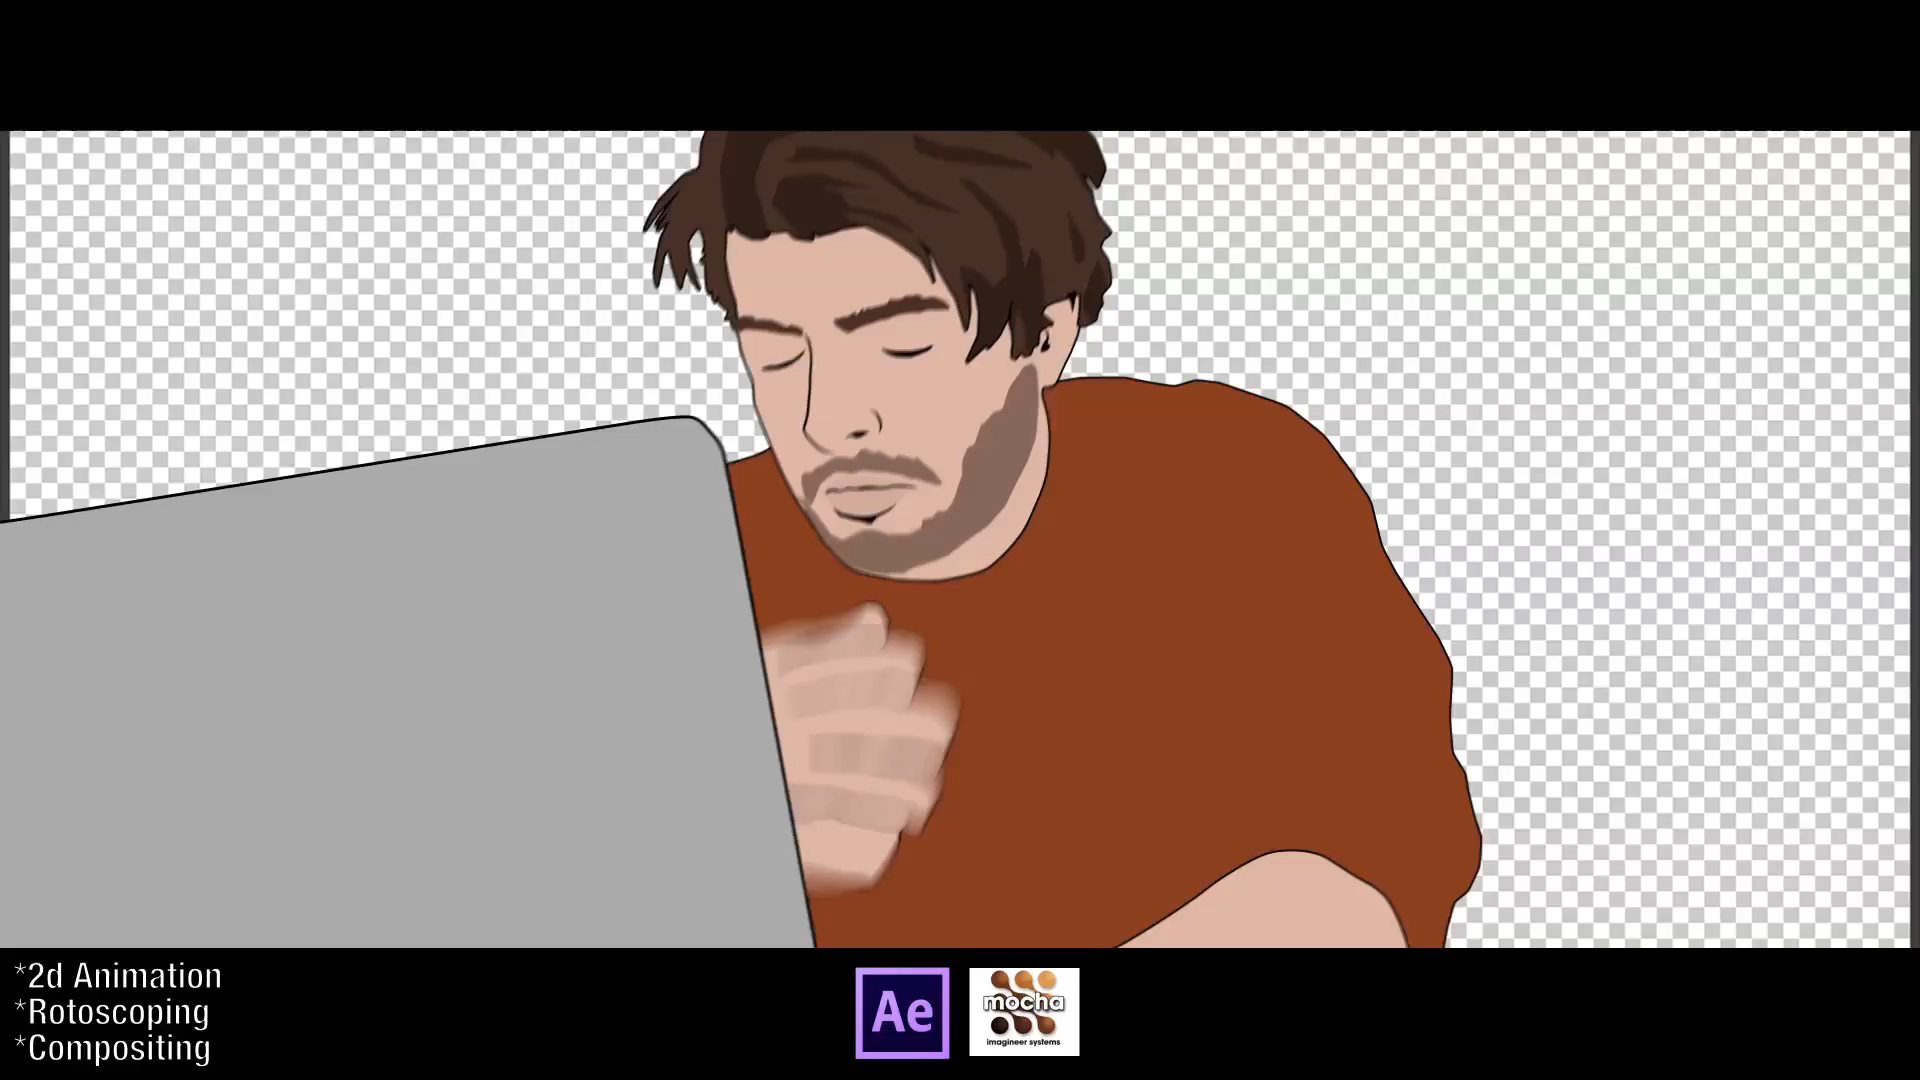 *2d Animation
*Rotoscoping
*Compositing
Ae
mocha
imagineer systems